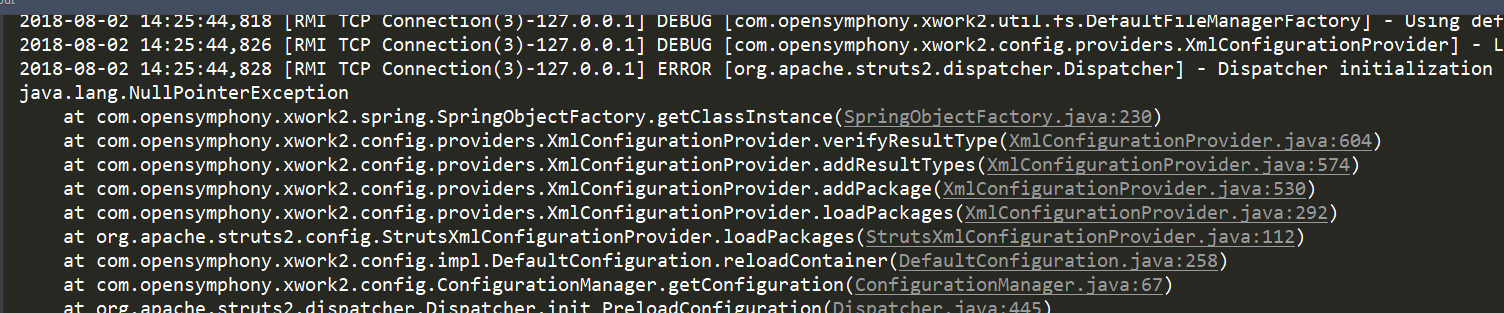 2018-08-02 14:25:44,818 [RMI TCP Connection(3)-127.0.0.1] DEBUG [com.opensymphony.xwork2.util.fs.DefaultFileManagerFactory] - Using def
2018-08-02 14:25:44,826 [RMI TCP Connection(3)-127.0.0.1] DEBUG [com.opensymphony.xwork2.config.providers.XmlConfigurationProvider] - L
2018-08-02 14:25:44,828 [RMI TCP Connection(3)-127.0.0.1] ERROR [org.apache.struts2.dispatcher.Dispatcher] - Dispatcher initialization
java.lang.NullPointerException
at com.opensymphony.xwork2.spring.SpringObjectFactory.getClassInstance(SpringObjectFactory.java:230)
at com.opensymphony.xwork2.config.providers.XmlConfigurationProvider.verifyResultType(XmlConfigurationProvider.java:604)
at com.opensymphony.xwork2.config.providers.XmlConfigurationProvider.addResultTypes(XmlConfigurationProvider.java:574)
at com.opensymphony.xwork2.config.providers.XmlConfigurationProvider.addPackage(XmlConfigurationProvider.java:530)
at com.opensymphony.xwork2.config.providers.XmlConfigurationProvider.loadPackages(XmlConfigurationProvider.java:292)
at org.apache.struts2.config.StrutsXmlConfigurationProvider.loadPackages(StrutsXmlConfigurationProvider.java:112)
at com.opensymphony.xwork2.config.impl.DefaultConfiguration.reloadContainer(DefaultConfiguration.java:258)
at com.opensymphony.xwork2.config.ConfigurationManager.getConfiguration(ConfigurationManager.java:67)
at org.apache.struts2.dispatcher.Dispatcher.init_PreloadConfiguration(Dispatcher.java:445)